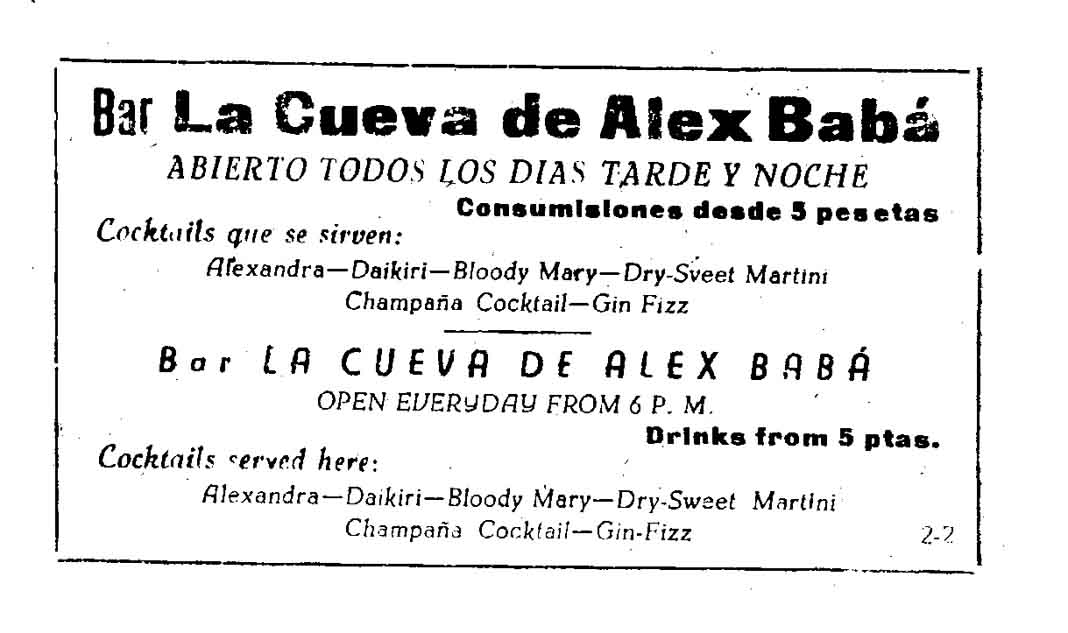 Bar La Cueva de Alex Babá
ABIERTO TODOS LOS DIAS TARDE Y NOCHE
Consumisiones desde 5 pesetas
Cocktails que se sirven:
Alexandra—Daikiri—Bloody Mary—Dry-Sveet Martini
Champaña Cocktail—Gin Fizz
Bar LA CUEVA DE ALEX BABÁ
OPEN EVERYDAY FROM 6 P. M.
Drinks from 5 ptas.
Cocktails served here:
Alexandra—Daikiri—Bloody Mary—Dry-Sweet Martini
Champaña Cocktail—Gin-Fizz
2-2